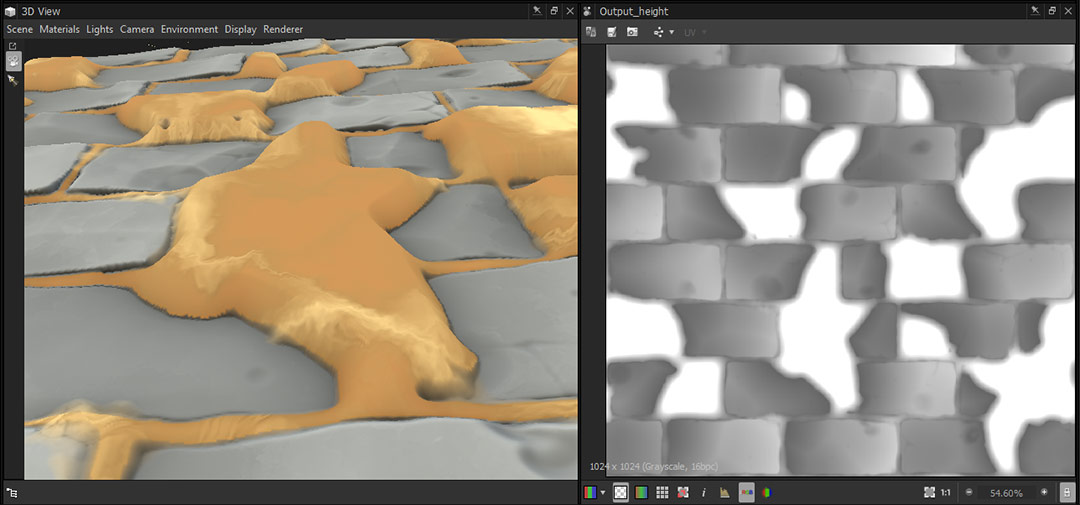 3D View
Scene Materials Lights Camera Environment Display Renderer
Output_height
UV
1024 x 1024 (Grayscale, 16bpc)
1:1
54.60%